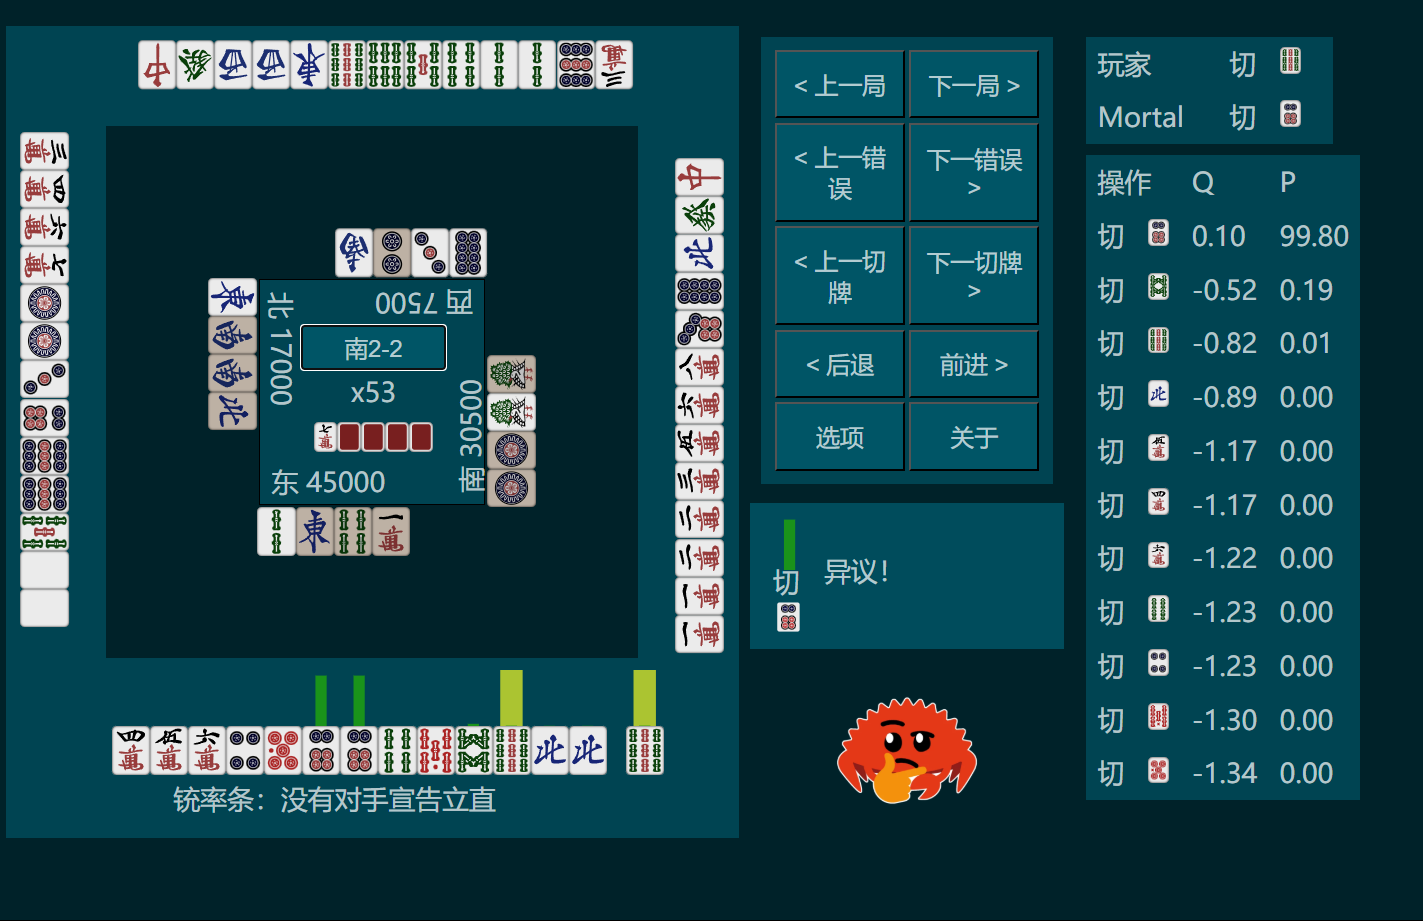 北 17000
西 7500
南2-2
x53
南 30500
东 45000
铳率条：没有对手宣告立直
< 上一局
下一局 >
< 上一错误
下一错误 >
< 上一切牌
下一切牌 >
< 后退
前进 >
选项
关于
切
异议！
玩家 切
Mortal 切
操作 Q P
切 0.10 99.80
切 -0.52 0.19
切 -0.82 0.01
切 -0.89 0.00
切 -1.17 0.00
切 -1.17 0.00
切 -1.22 0.00
切 -1.23 0.00
切 -1.23 0.00
切 -1.30 0.00
切 -1.34 0.00